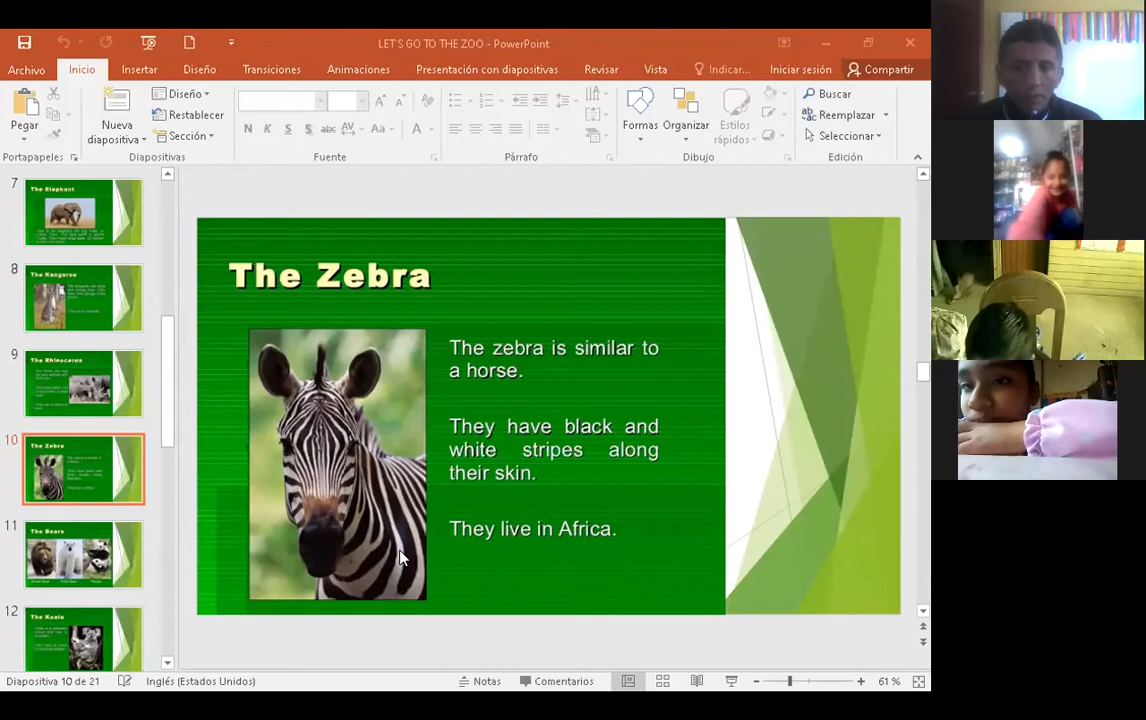 LET'S GO TO THE ZOO - PowerPoint
Archivo Inicio Insertar Diseño Transiciones Animaciones Presentación con diapositivas Revisar Vista Indicar... Iniciar sesión Compartir
Pegar
Nueva diapositiva
Diseño
Restablecer
Sección
N K S S abc AV Aa A
Formas
Organizar
Estilos rápidos
Buscar
Reemplazar
Seleccionar
Portapapeles Diapositivas Fuente Párrafo Dibujo Edición
7
The Elephant
8
The Kangaroo
9
The Rhinoceros
10
The Zebra
11
The Bears
12
The Koala
The Zebra
The zebra is similar to
a horse.
They have black and
white stripes along
their skin.
They live in Africa.
Diapositiva 10 de 21 Inglés (Estados Unidos) Notas Comentarios 61 %